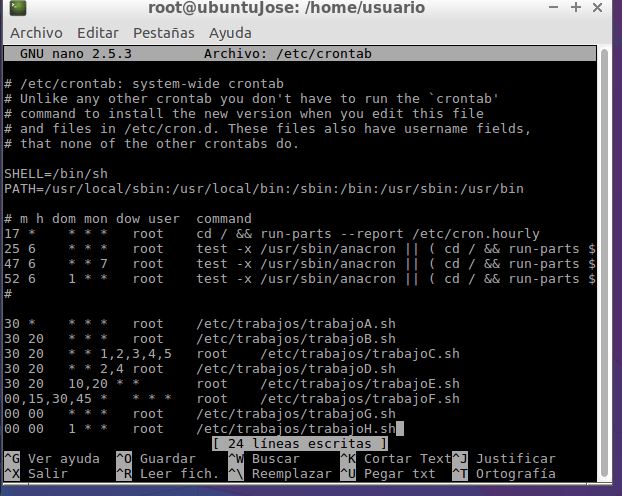 root@ubuntuJose: /home/usuario
Archivo Editar Pestañas Ayuda
GNU nano 2.5.3 Archivo: /etc/crontab
# /etc/crontab: system-wide crontab
# Unlike any other crontab you don't have to run the `crontab'
# command to install the new version when you edit this file
# and files in /etc/cron.d. These files also have username fields,
# that none of the other crontabs do.
SHELL=/bin/sh
PATH=/usr/local/sbin:/usr/local/bin:/sbin:/bin:/usr/sbin:/usr/bin
# m h dom mon dow user  command
17 *    * * *   root    cd / && run-parts --report /etc/cron.hourly
25 6    * * *   root    test -x /usr/sbin/anacron || ( cd / && run-parts $
47 6    * * 7   root    test -x /usr/sbin/anacron || ( cd / && run-parts $
52 6    1 * *   root    test -x /usr/sbin/anacron || ( cd / && run-parts $
#
30 *    * * *   root    /etc/trabajos/trabajoA.sh
30 20   * * *   root    /etc/trabajos/trabajoB.sh
30 20   * * 1,2,3,4,5   root    /etc/trabajos/trabajoC.sh
30 20   * * 2,4 root    /etc/trabajos/trabajoD.sh
30 20   10,20 * *       root    /etc/trabajos/trabajoE.sh
00,15,30,45 *   * * *   root    /etc/trabajos/trabajoF.sh
00 00   * * *   root    /etc/trabajos/trabajoG.sh
00 00   1 * *   root    /etc/trabajos/trabajoH.sh
[ 24 líneas escritas ]
^G Ver ayuda ^O Guardar ^W Buscar ^K Cortar Text ^J Justificar
^X Salir ^R Leer fich. ^\ Reemplazar ^U Pegar txt ^T Ortografía